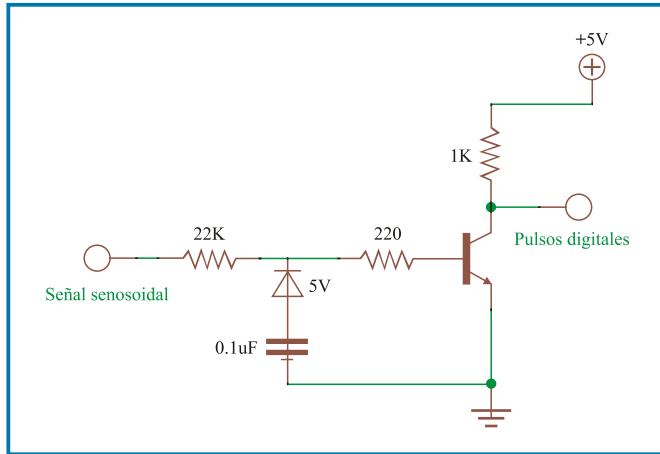 +5V
1K
Pulsos digitales
22K
220
Señal senosoidal
5V
0.1uF